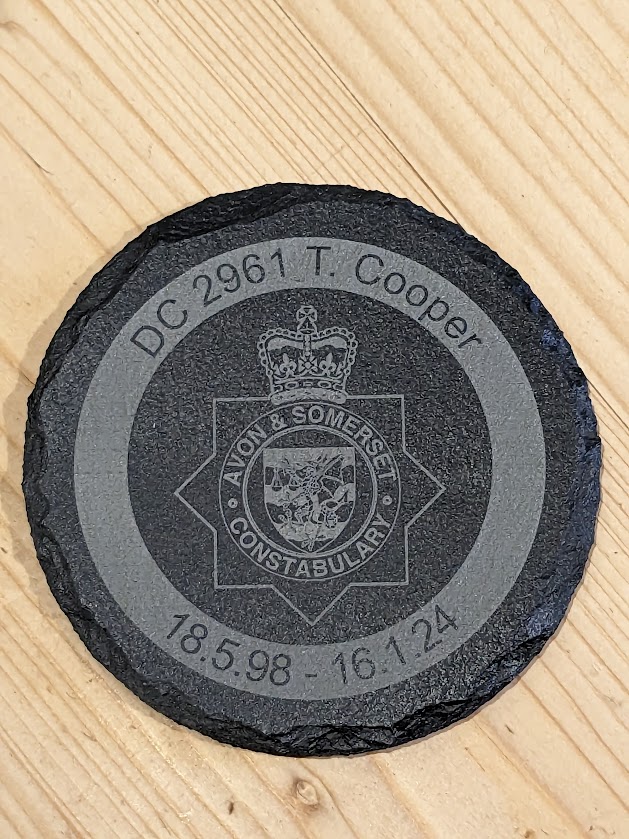 DC 2961 T. Cooper
AVON & SOMERSET
CONSTABULARY
18.5.98 - 16.1.24